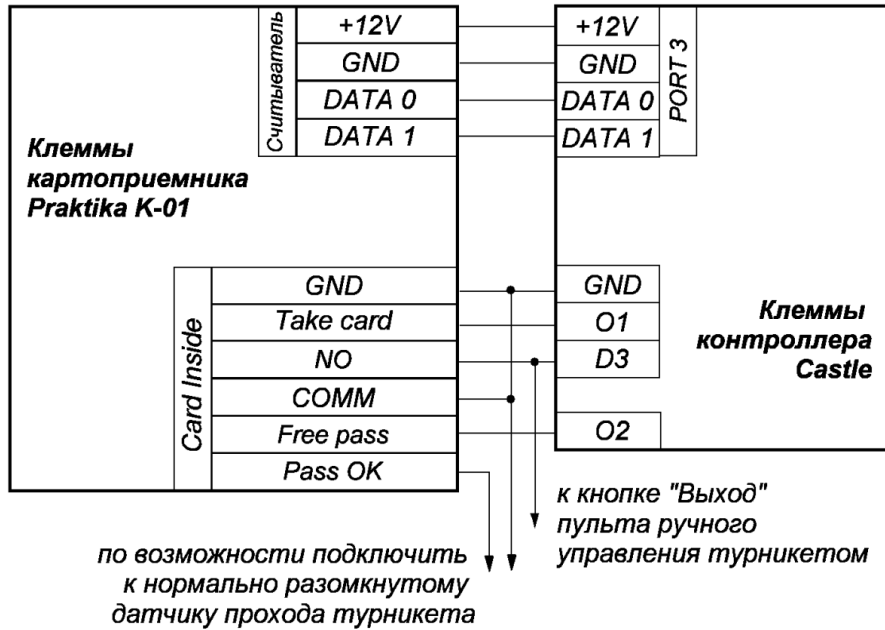 Считыватель
+12V
GND
DATA 0
DATA 1
+12V
GND
DATA 0
DATA 1
PORT 3
Клеммы
картоприемника
Praktika K-01
Card Inside
GND
Take card
NO
COMM
Free pass
Pass OK
GND
O1
D3
O2
Клеммы
контроллера
Castle
к кнопке "Выход"
пульта ручного
управления турникетом
по возможности подключить
к нормально разомкнутому
датчику прохода турникета